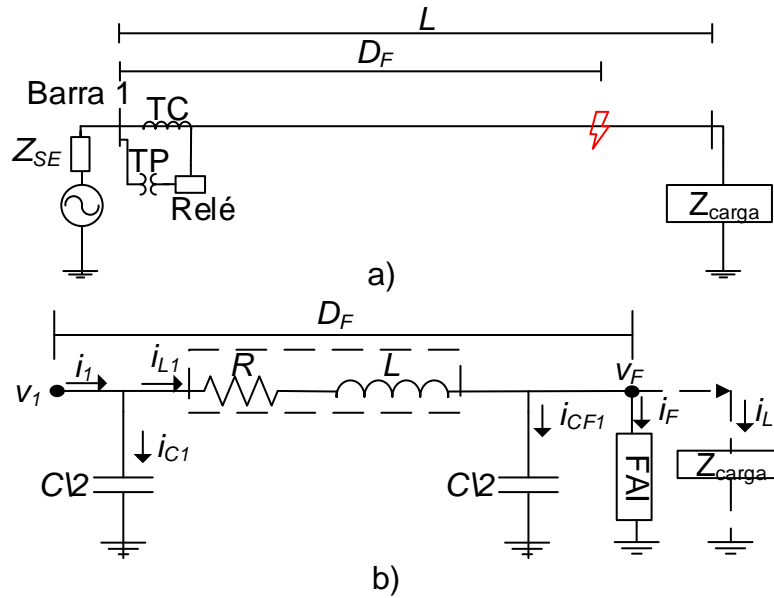 L
D_F
Barra 1
TC
Z_SE
TP
Relé
Z_carga
a)
D_F
i_1
i_L1
R
L
v_F
v_1
i_C1
i_CF1
i_F
i_L
C\2
C\2
FAI
Z_carga
b)